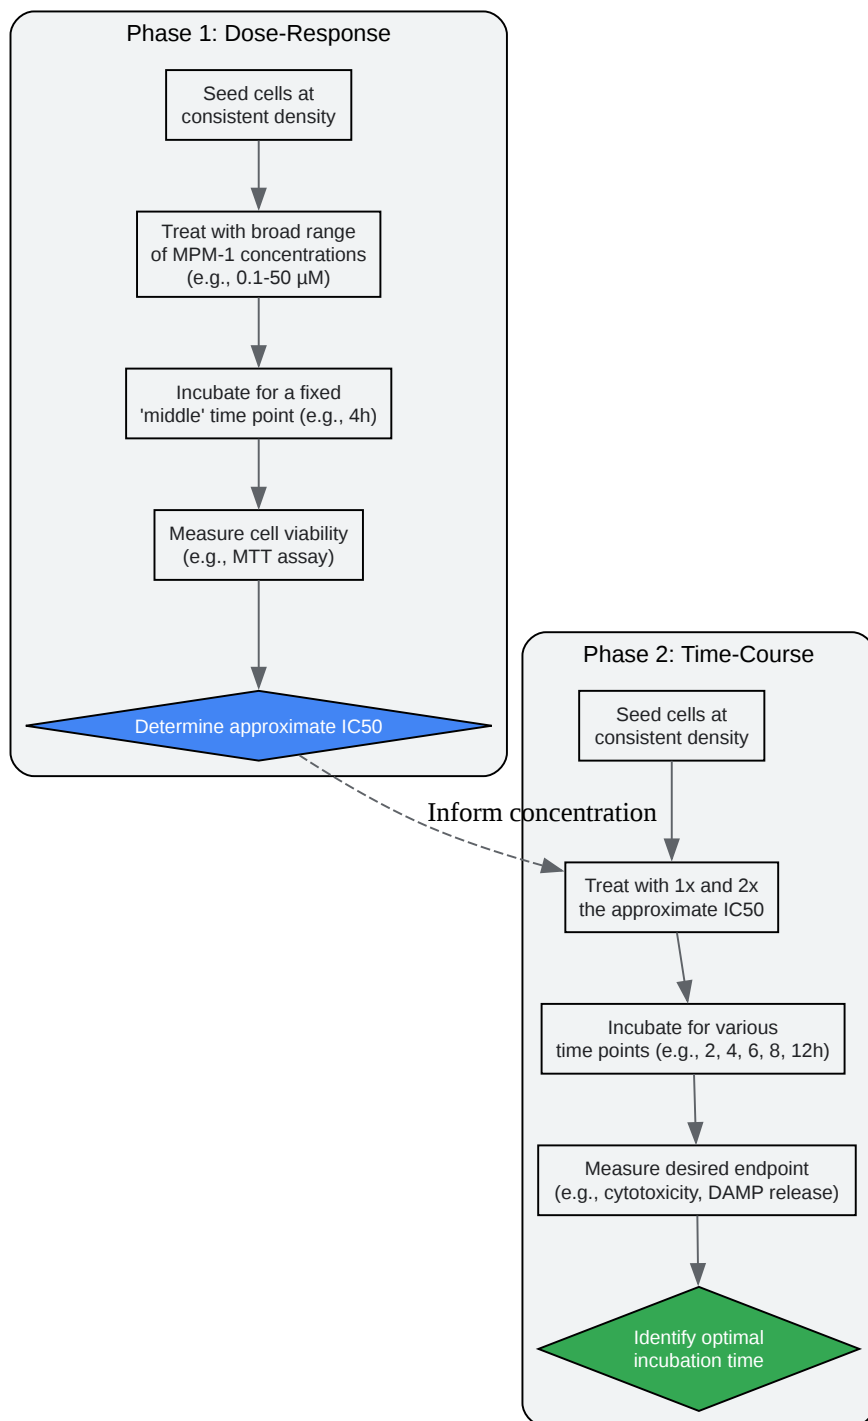 Phase 1: Dose-Response
Seed cells at
consistent density
Treat with broad range
of MPM-1 concentrations
(e.g., 0.1-50 µM)
Incubate for a fixed
'middle' time point (e.g., 4h)
Measure cell viability
(e.g., MTT assay)
Determine approximate IC50
Inform concentration
Phase 2: Time-Course
Seed cells at
consistent density
Treat with 1x and 2x
the approximate IC50
Incubate for various
time points (e.g., 2, 4, 6, 8, 12h)
Measure desired endpoint
(e.g., cytotoxicity, DAMP release)
Identify optimal
incubation time